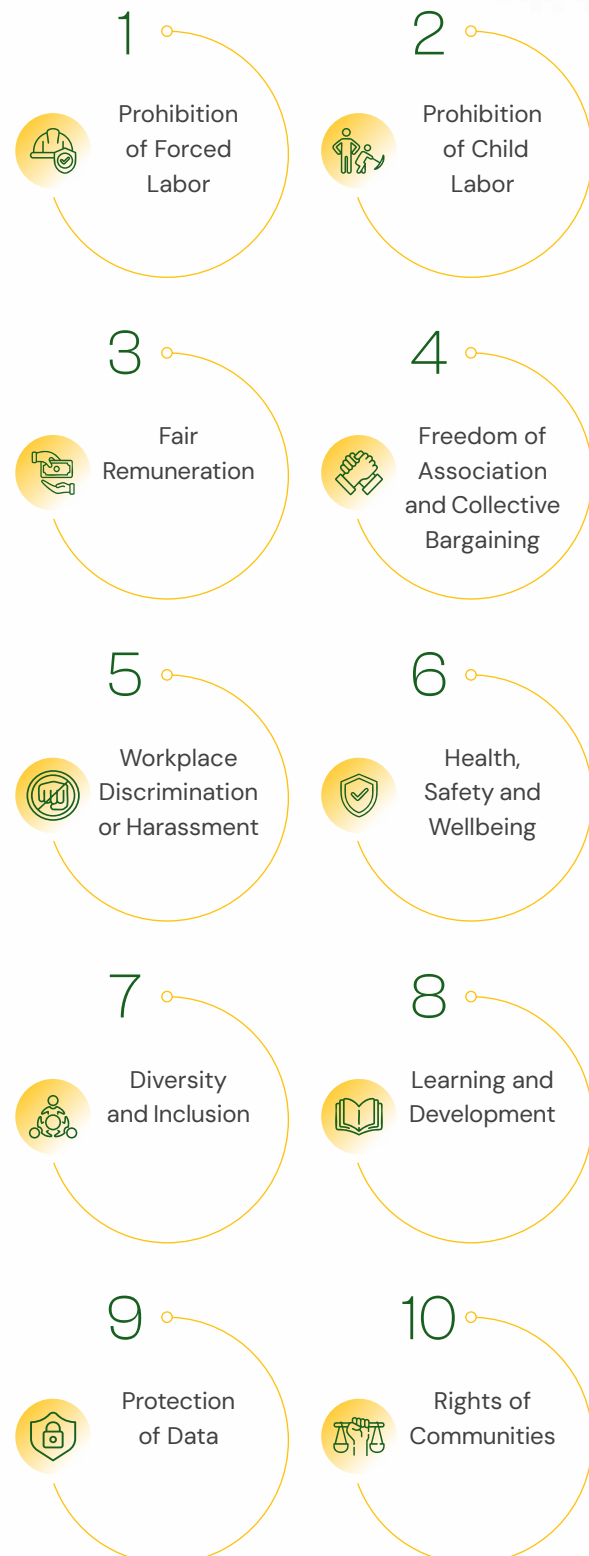 1
Prohibition
of Forced
Labor
2
Prohibition
of Child
Labor
3
Fair
Remuneration
4
Freedom of
Association
and Collective
Bargaining
5
Workplace
Discrimination
or Harassment
6
Health,
Safety and
Wellbeing
7
Diversity
and Inclusion
8
Learning and
Development
9
Protection
of Data
10
Rights of
Communities